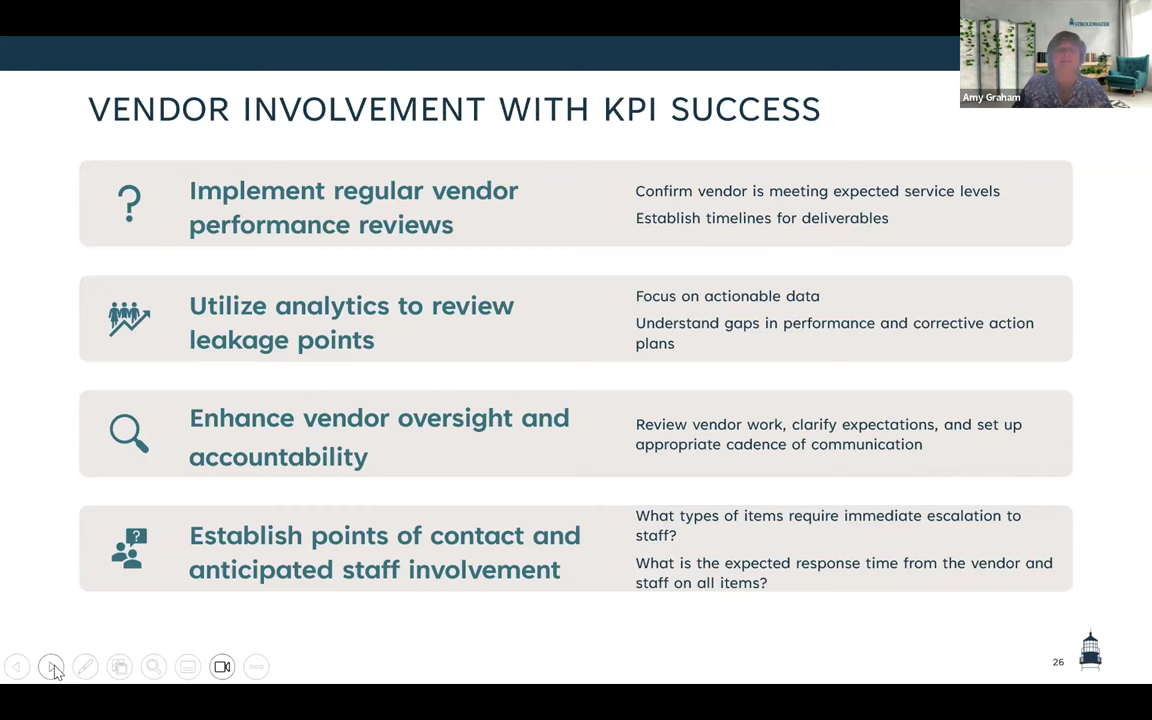 STROUDWATER
Amy Graham
VENDOR INVOLVEMENT WITH KPI SUCCESS
?
Implement regular vendor
performance reviews
Confirm vendor is meeting expected service levels
Establish timelines for deliverables
Utilize analytics to review
leakage points
Focus on actionable data
Understand gaps in performance and corrective action
plans
Enhance vendor oversight and
accountability
Review vendor work, clarify expectations, and set up
appropriate cadence of communication
?
Establish points of contact and
anticipated staff involvement
What types of items require immediate escalation to
staff?
What is the expected response time from the vendor and
staff on all items?
26